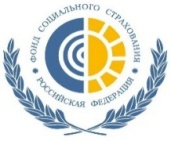 ФОНД СОЦИАЛЬНОГО СТРАХОВАНИЯ
РОССИЙСКАЯ ФЕДЕРАЦИЯ